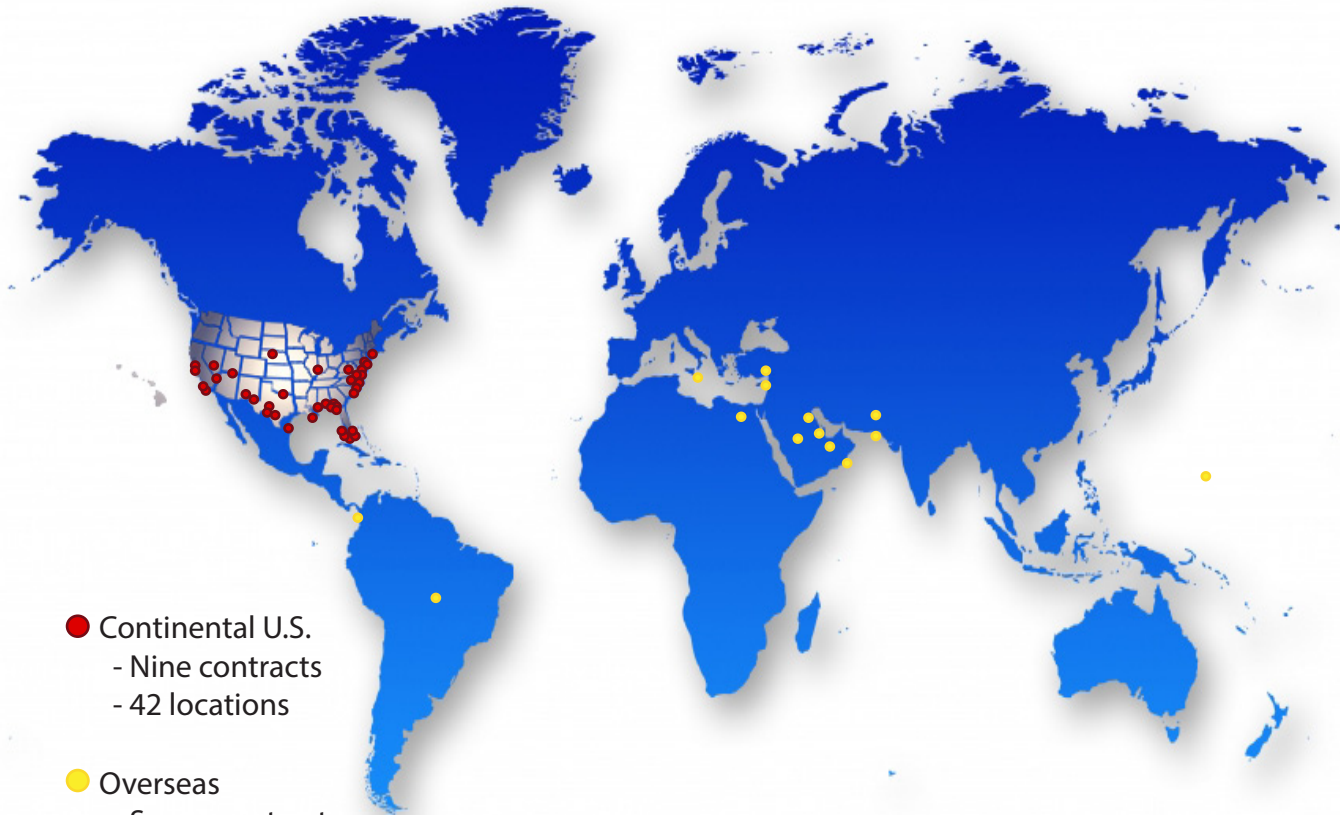 Continental U.S.
- Nine contracts
- 42 locations
Overseas